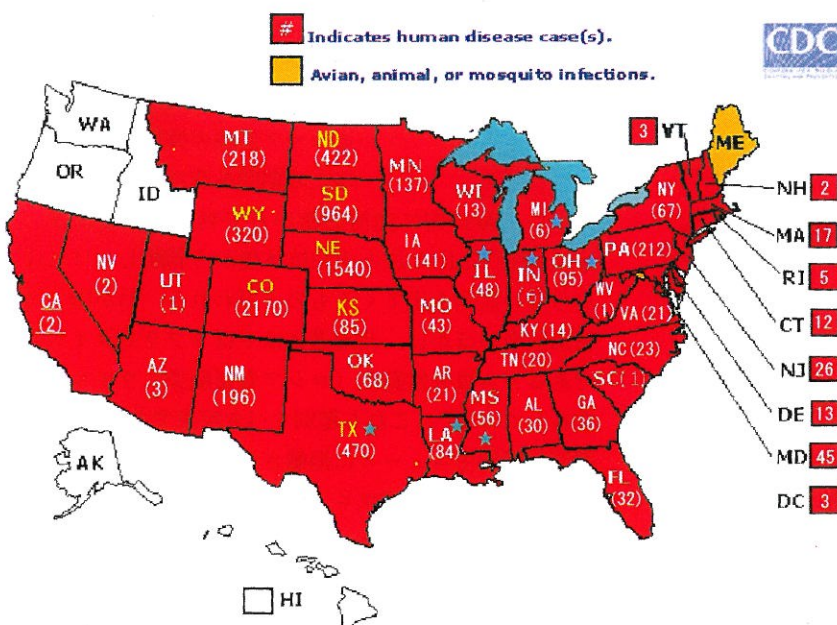 # Indicates human disease case(s).
Avian, animal, or mosquito infections.
CDC
WA
OR
ID
MT
(218)
ND
(422)
MN
(137)
WI
(13)
MI
(6)
3 VT
ME
NY
(67)
NH 2
MA 17
RI 5
CT 12
NJ 26
DE 13
MD 45
DC 3
WY
(320)
SD
(964)
NE
(1540)
IA
(141)
IL
(48)
IN
(6)
OH
(95)
PA(212)
NV
(2)
UT
(1)
CO
(2170)
KS
(85)
MO
(43)
KY(14)
WV
(1)
VA(21)
CA
(2)
AZ
(3)
NM
(196)
OK
(68)
AR
(21)
TN(20)
NC(23)
SC(1)
TX
(470)
LA
(84)
MS
(56)
AL
(30)
GA
(36)
FL
(32)
AK
HI